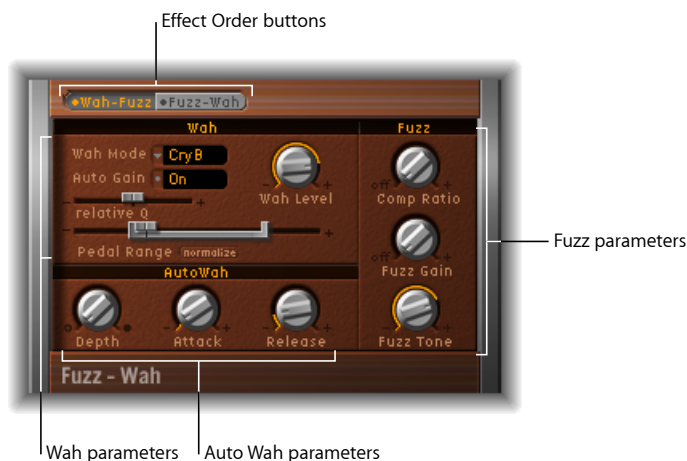 Effect Order buttons
Wah-Fuzz Fuzz-Wah
Wah Fuzz
Wah Mode CryB
Auto Gain On
- + relative Q
Wah Level - +
off + Comp Ratio
- + Pedal Range normalize
off + Fuzz Gain
Fuzz parameters
AutoWah
Depth
- + Attack
- + Release
- + Fuzz Tone
Fuzz - Wah
Wah parameters Auto Wah parameters